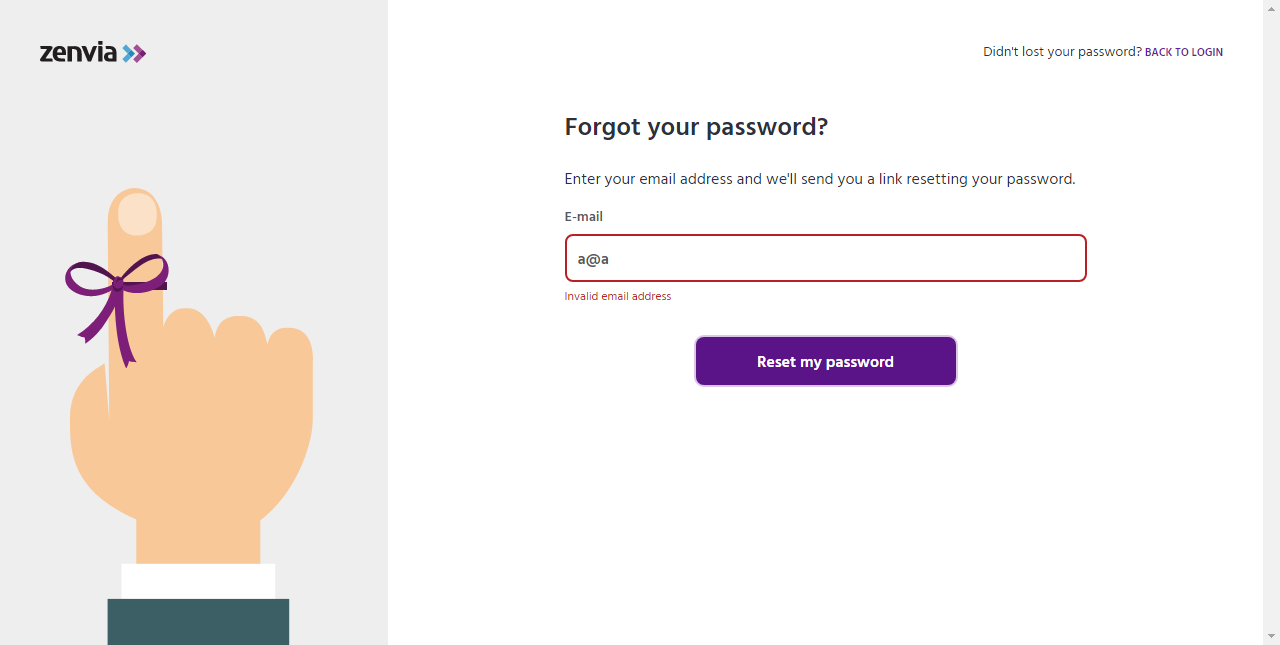 zenvia
Didn't lost your password? BACK TO LOGIN
Forgot your password?
Enter your email address and we'll send you a link resetting your password.
E-mail
a@a
Invalid email address
Reset my password